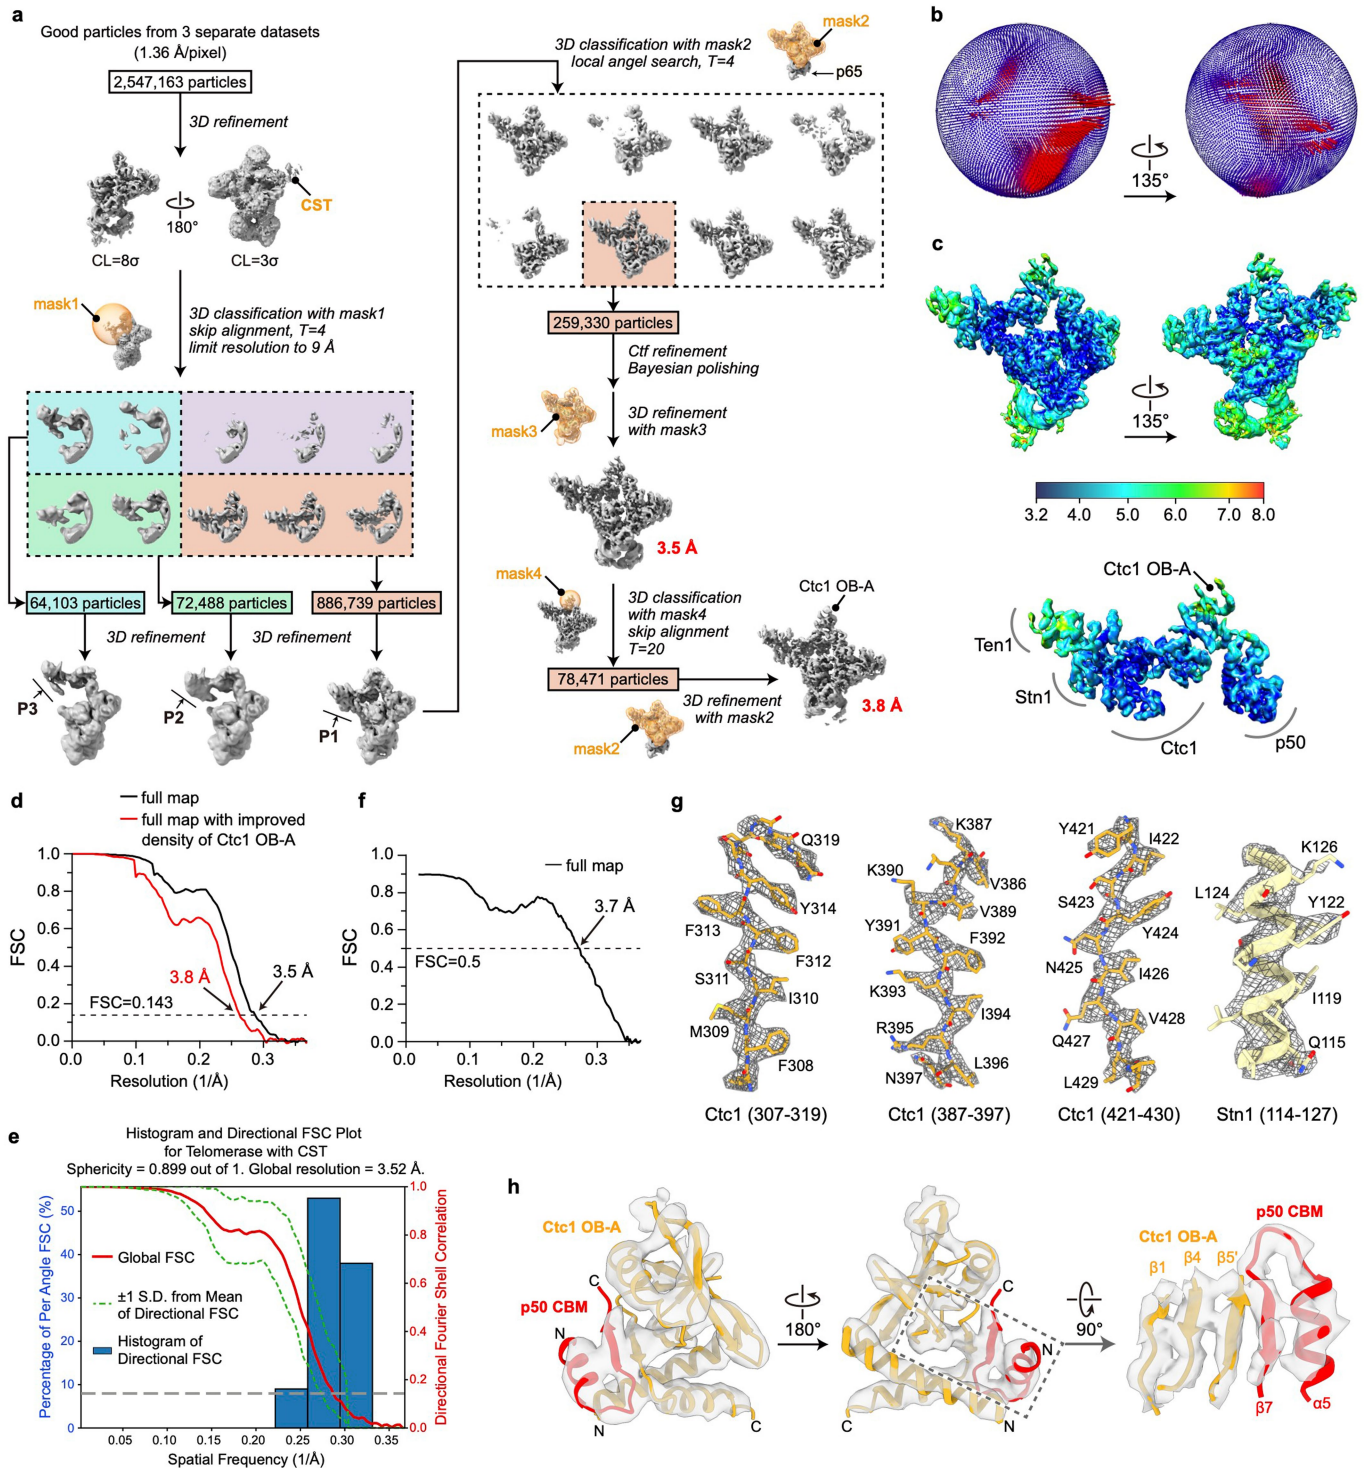 a
Good particles from 3 separate datasets
(1.36 Å/pixel)
2,547,163 particles
3D refinement
CST
180°
CL=8σ
CL=3σ
mask1
3D classification with mask1
skip alignment, T=4
limit resolution to 9 Å
64,103 particles
72,488 particles
886,739 particles
3D refinement
3D refinement
P3
P2
P1
3D classification with mask2
local angel search, T=4
mask2
p65
259,330 particles
Ctf refinement
Bayesian polishing
mask3
3D refinement
with mask3
3.5 Å
mask4
3D classification
with mask4
skip alignment
T=20
Ctc1 OB-A
78,471 particles
3D refinement
with mask2
3.8 Å
mask2
b
135°
c
135°
3.2
4.0
5.0
6.0
7.0
8.0
Ctc1 OB-A
Ten1
Stn1
Ctc1
p50
d
full map
full map with improved
density of Ctc1 OB-A
FSC
1.0
0.8
0.6
0.4
0.2
0.0
3.8 Å
3.5 Å
FSC=0.143
0.0
0.1
0.2
0.3
Resolution (1/Å)
f
full map
FSC
1.0
0.8
0.6
0.4
0.2
0.0
3.7 Å
FSC=0.5
0.0
0.1
0.2
0.3
Resolution (1/Å)
g
Q319
Y314
F313
F312
S311
I310
M309
F308
Ctc1 (307-319)
K387
K390
V386
V389
Y391
F392
K393
I394
R395
L396
N397
Ctc1 (387-397)
Y421
I422
S423
Y424
N425
I426
V428
Q427
L429
Ctc1 (421-430)
K126
L124
Y122
I119
Q115
Stn1 (114-127)
e
Histogram and Directional FSC Plot
for Telomerase with CST
Sphericity = 0.899 out of 1. Global resolution = 3.52 Å.
Percentage of Per Angle FSC (%)
50
40
30
20
10
0
Global FSC
±1 S.D. from Mean
of Directional FSC
Histogram of
Directional FSC
1.0
0.8
0.6
0.4
0.2
0.0
Directional Fourier Shell Correlation
0.05
0.10
0.15
0.20
0.25
0.30
0.35
Spatial Frequency (1/Å)
h
Ctc1 OB-A
C
p50 CBM
N
N
C
180°
C
N
C
N
90°
p50 CBM
Ctc1 OB-A
β1
β4
β5'
β7
α5